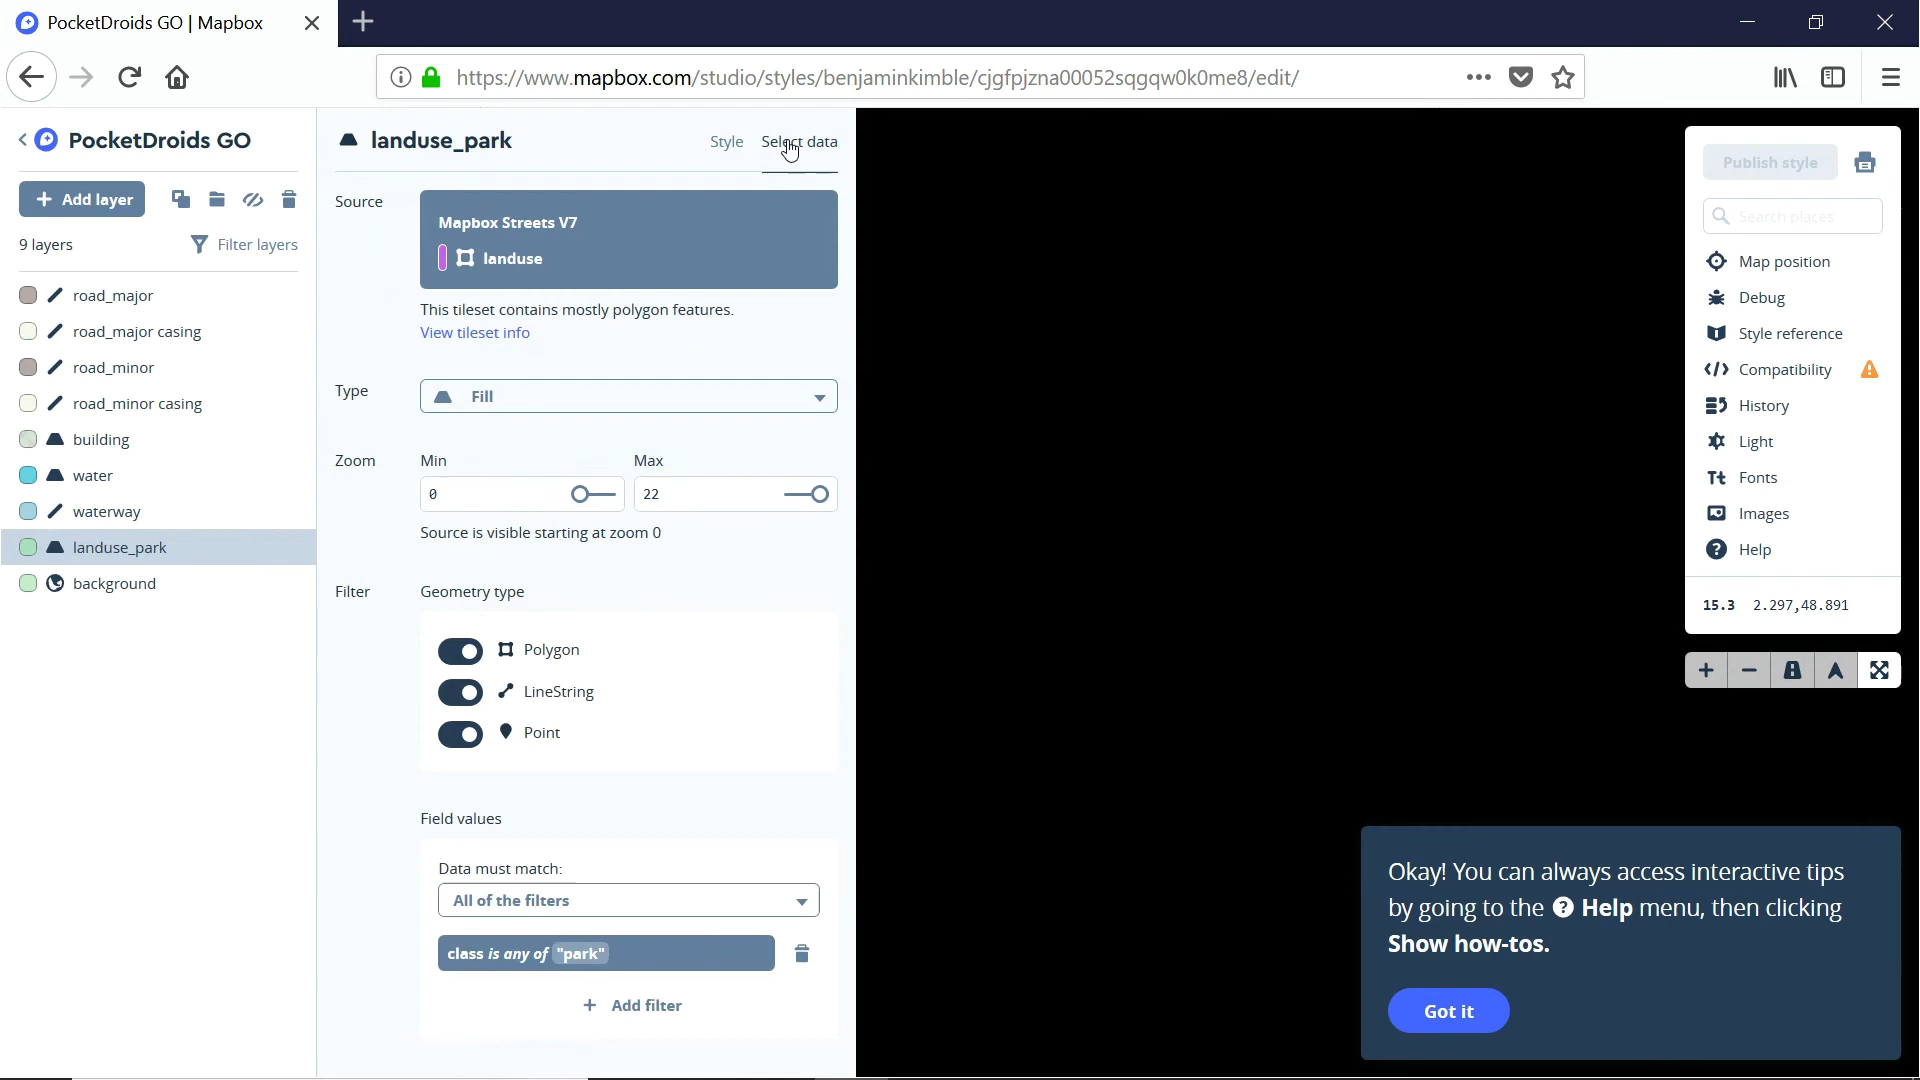 PocketDroids GO | Mapbox
https://www.mapbox.com/studio/styles/benjaminkimble/cjgfpjzna00052sqgqw0k0me8/edit/
PocketDroids GO
Add layer
9 layers
Filter layers
road_major
road_major casing
road_minor
road_minor casing
building
water
waterway
landuse_park
background
landuse_park
Style
Select data
Source
Mapbox Streets V7
landuse
This tileset contains mostly polygon features.
View tileset info
Type
Fill
Zoom
Min
Max
0
22
Source is visible starting at zoom 0
Filter
Geometry type
Polygon
LineString
Point
Field values
Data must match:
All of the filters
class is any of "park"
Add filter
Publish style
Search places
Map position
Debug
Style reference
Compatibility
History
Light
Fonts
Images
Help
15.3 2.297,48.891
Okay! You can always access interactive tips
by going to the ? Help menu, then clicking
Show how-tos.
Got it